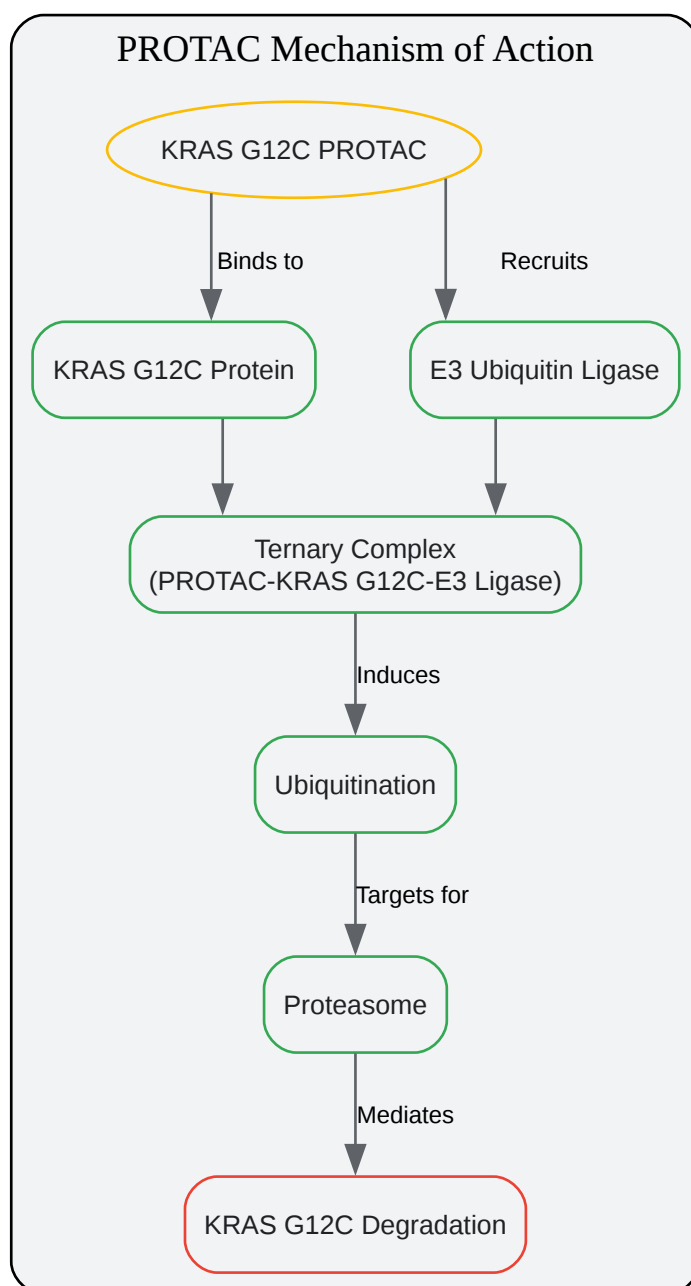 PROTAC Mechanism of Action
KRAS G12C PROTAC
Binds to
Recruits
KRAS G12C Protein
E3 Ubiquitin Ligase
Ternary Complex
(PROTAC-KRAS G12C-E3 Ligase)
Induces
Ubiquitination
Targets for
Proteasome
Mediates
KRAS G12C Degradation